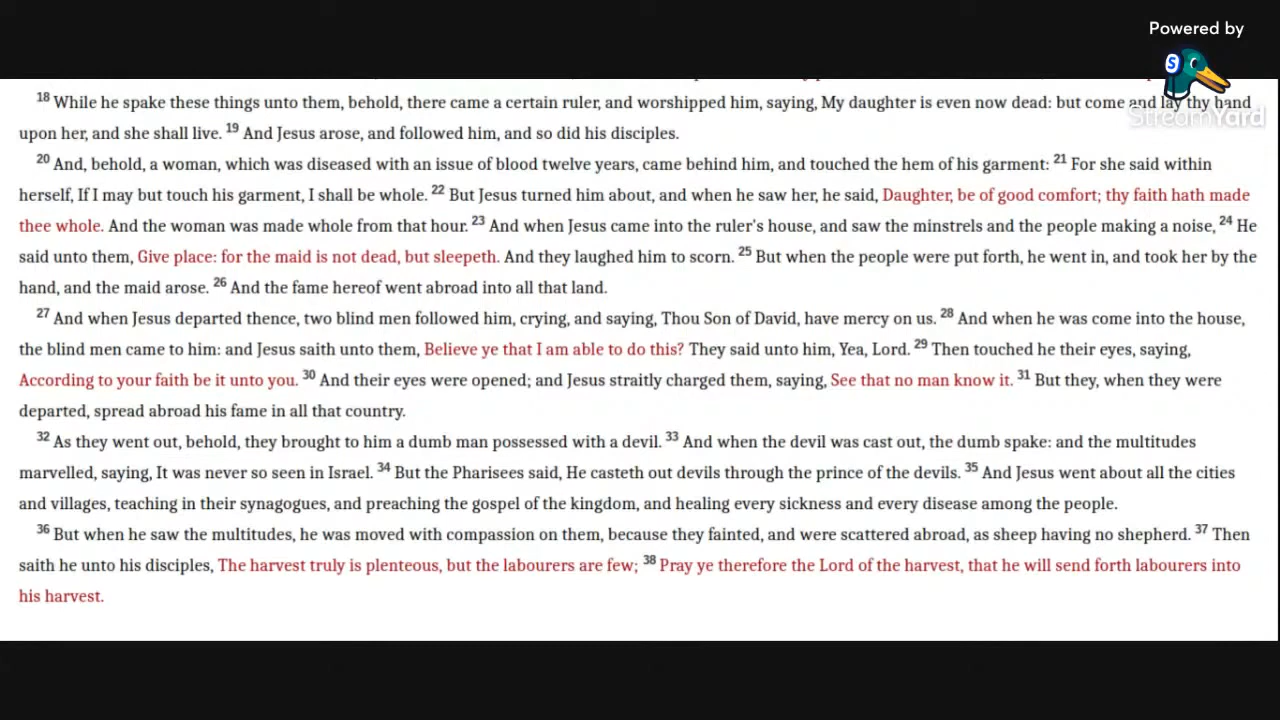 Powered by
S
StreamYard
18 While he spake these things unto them, behold, there came a certain ruler, and worshipped him, saying, My daughter is even now dead: but come and lay thy hand
upon her, and she shall live. 19 And Jesus arose, and followed him, and so did his disciples.
20 And, behold, a woman, which was diseased with an issue of blood twelve years, came behind him, and touched the hem of his garment: 21 For she said within
herself, If I may but touch his garment, I shall be whole. 22 But Jesus turned him about, and when he saw her, he said, Daughter, be of good comfort; thy faith hath made
thee whole. And the woman was made whole from that hour. 23 And when Jesus came into the ruler's house, and saw the minstrels and the people making a noise, 24 He
said unto them, Give place: for the maid is not dead, but sleepeth. And they laughed him to scorn. 25 But when the people were put forth, he went in, and took her by the
hand, and the maid arose. 26 And the fame hereof went abroad into all that land.
27 And when Jesus departed thence, two blind men followed him, crying, and saying, Thou Son of David, have mercy on us. 28 And when he was come into the house,
the blind men came to him: and Jesus saith unto them, Believe ye that I am able to do this? They said unto him, Yea, Lord. 29 Then touched he their eyes, saying,
According to your faith be it unto you. 30 And their eyes were opened; and Jesus straitly charged them, saying, See that no man know it. 31 But they, when they were
departed, spread abroad his fame in all that country.
32 As they went out, behold, they brought to him a dumb man possessed with a devil. 33 And when the devil was cast out, the dumb spake: and the multitudes
marvelled, saying, It was never so seen in Israel. 34 But the Pharisees said, He casteth out devils through the prince of the devils. 35 And Jesus went about all the cities
and villages, teaching in their synagogues, and preaching the gospel of the kingdom, and healing every sickness and every disease among the people.
36 But when he saw the multitudes, he was moved with compassion on them, because they fainted, and were scattered abroad, as sheep having no shepherd. 37 Then
saith he unto his disciples, The harvest truly is plenteous, but the labourers are few; 38 Pray ye therefore the Lord of the harvest, that he will send forth labourers into
his harvest.